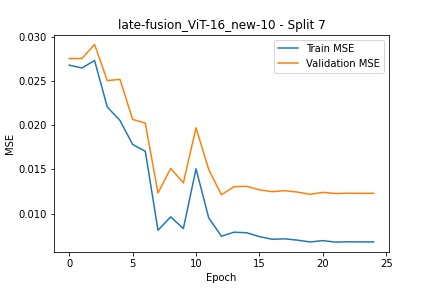 late-fusion_ViT-16_new-10 - Split 7
Train MSE
Validation MSE
MSE
0.030
0.025
0.020
0.015
0.010
0 5 10 15 20 25
Epoch